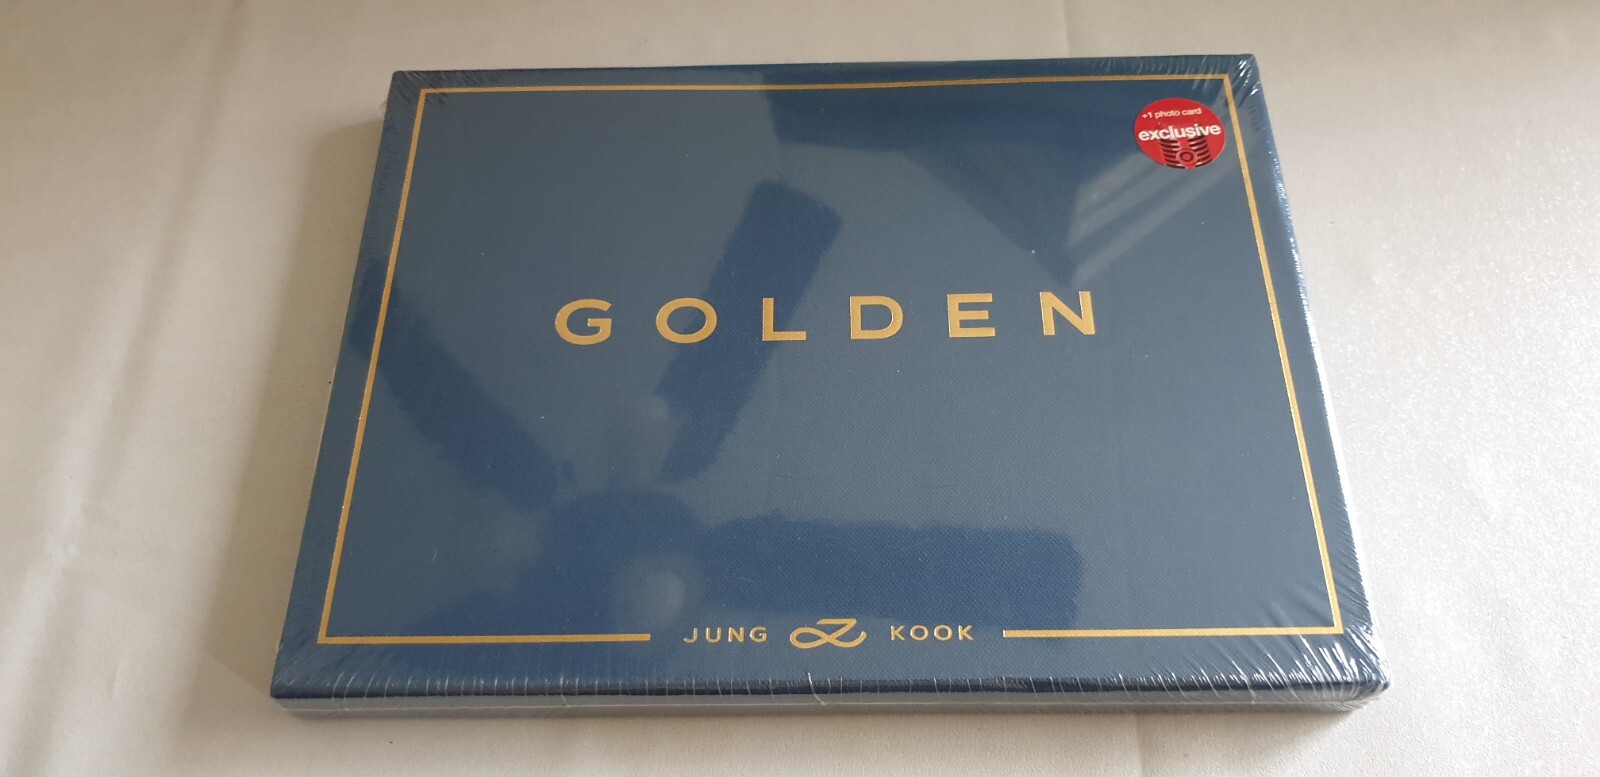 +1 photo card
exclusive
GOLDEN
JUNG KOOK